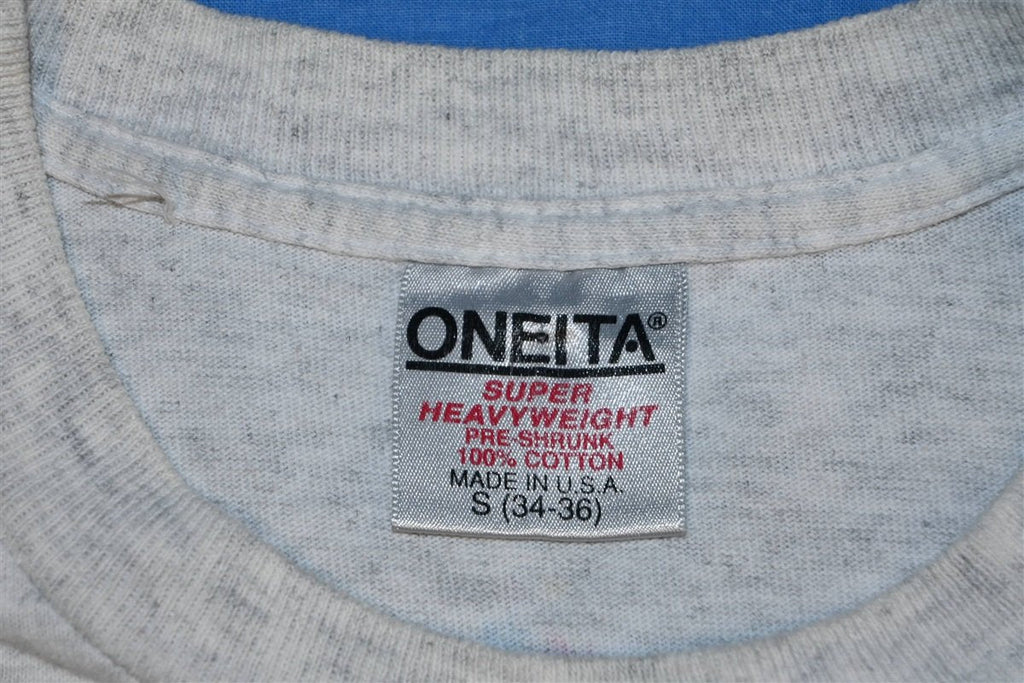 ONEITA®
SUPER
HEAVYWEIGHT
PRE-SHRUNK
100% COTTON
MADE IN U.S.A.
S (34-36)